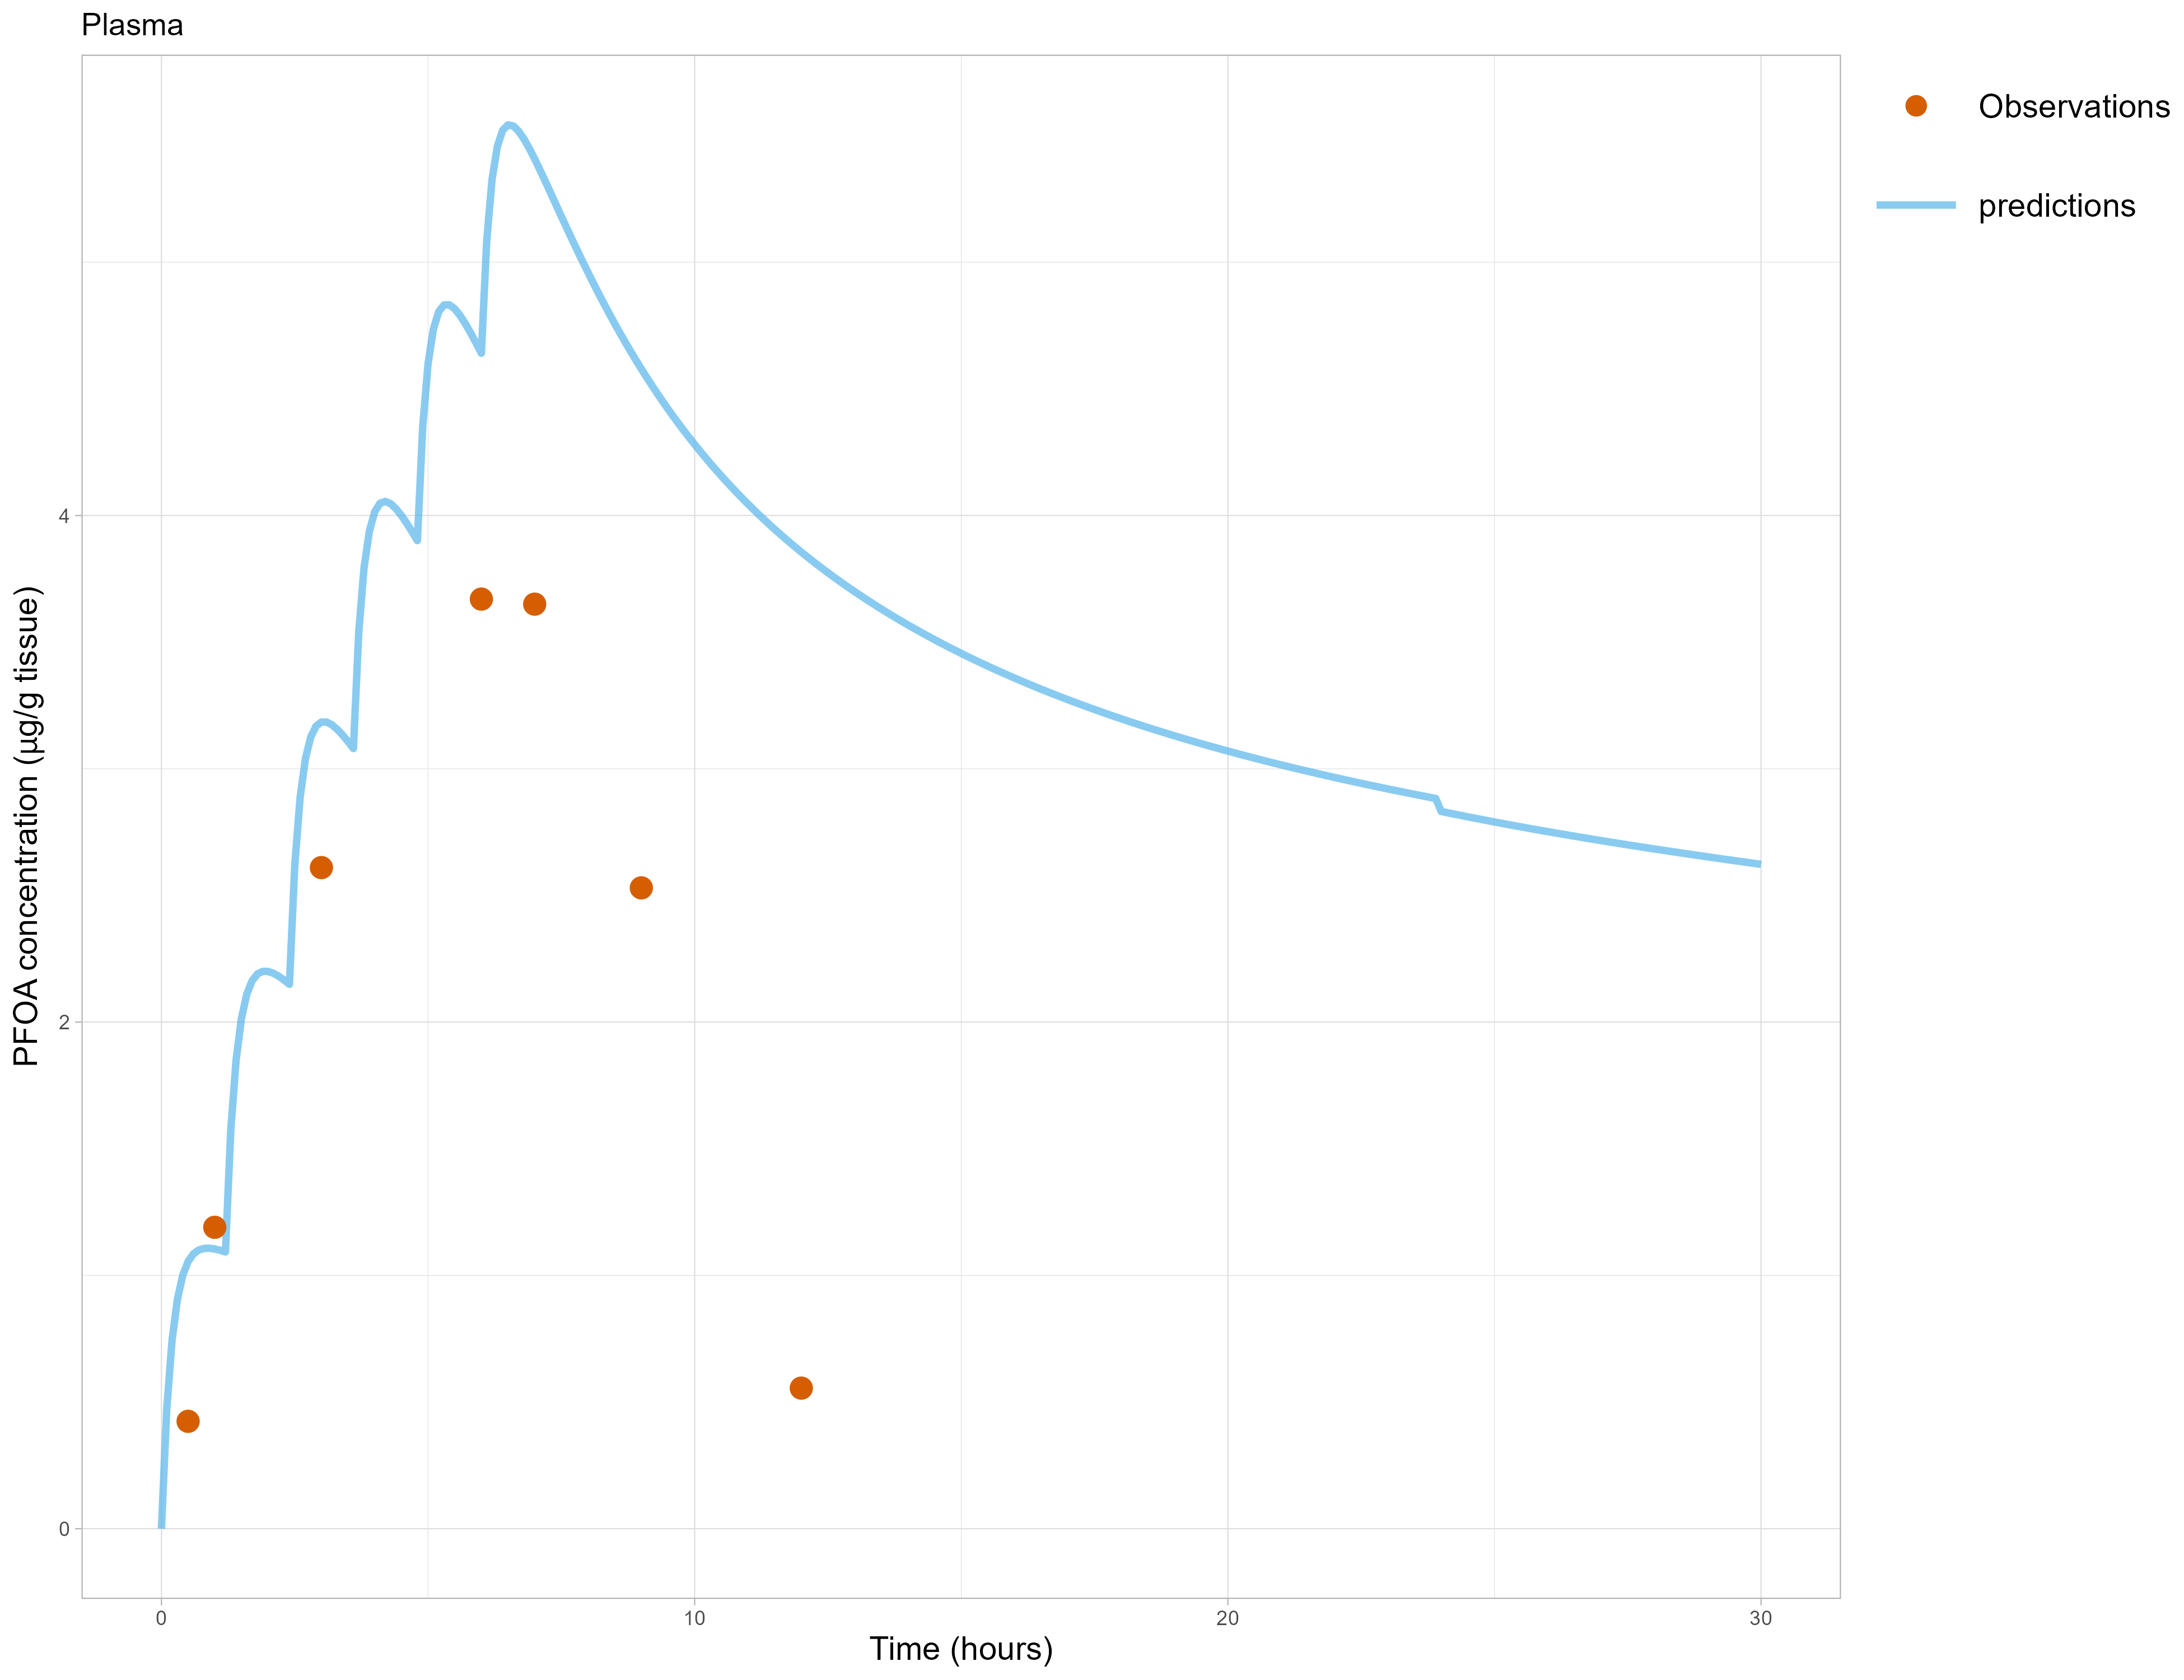 Plasma
Observations
predictions
PFOA concentration (µg/g tissue)
4
2
0
0
10
20
30
Time (hours)